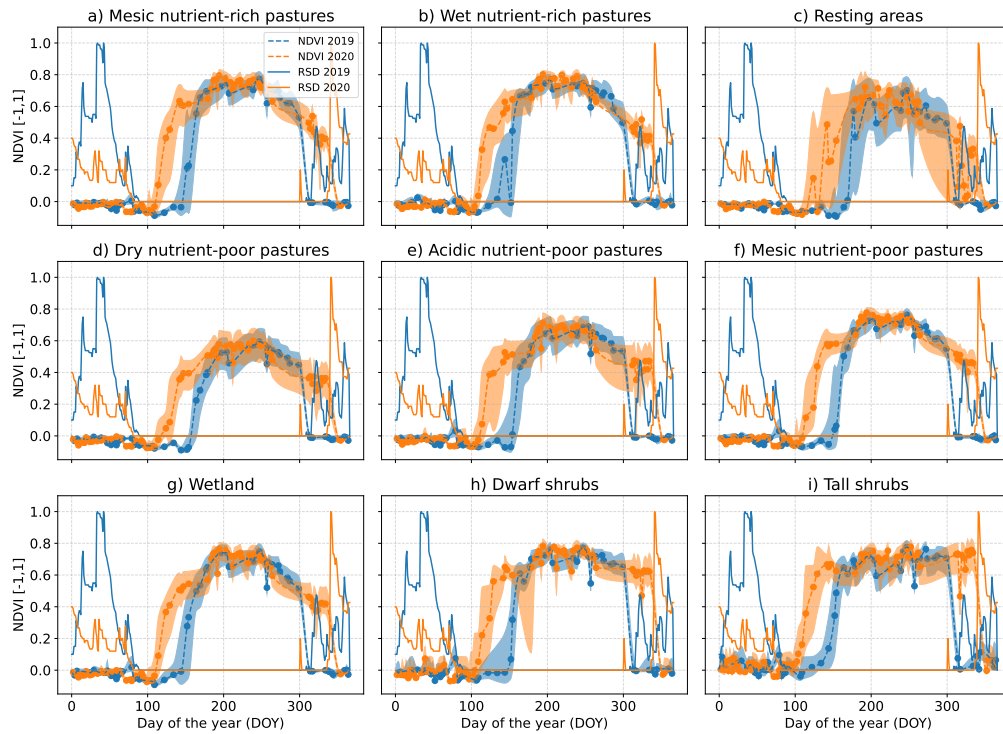 a) Mesic nutrient-rich pastures
b) Wet nutrient-rich pastures
c) Resting areas
NDVI 2019
NDVI 2020
RSD 2019
RSD 2020
NDVI [-1,1]
1.0
0.8
0.6
0.4
0.2
0.0
d) Dry nutrient-poor pastures
e) Acidic nutrient-poor pastures
f) Mesic nutrient-poor pastures
NDVI [-1,1]
1.0
0.8
0.6
0.4
0.2
0.0
g) Wetland
h) Dwarf shrubs
i) Tall shrubs
NDVI [-1,1]
1.0
0.8
0.6
0.4
0.2
0.0
0 100 200 300
0 100 200 300
0 100 200 300
Day of the year (DOY)
Day of the year (DOY)
Day of the year (DOY)